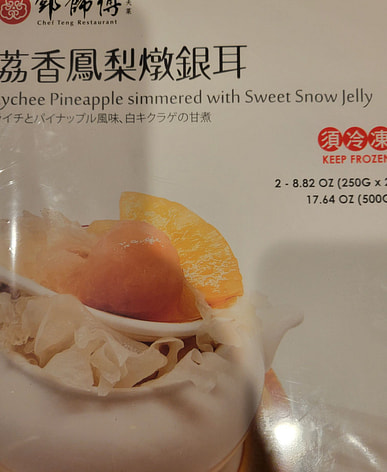 鄧師傅
Chef Teng Restaurant
荔香鳳梨燉銀耳
ychee Pineapple simmered with Sweet Snow Jelly
イチとパイナップル風味、白キクラゲの甘煮
須冷凍
KEEP FROZEN
2 - 8.82 OZ (250G x 2
17.64 OZ (500G